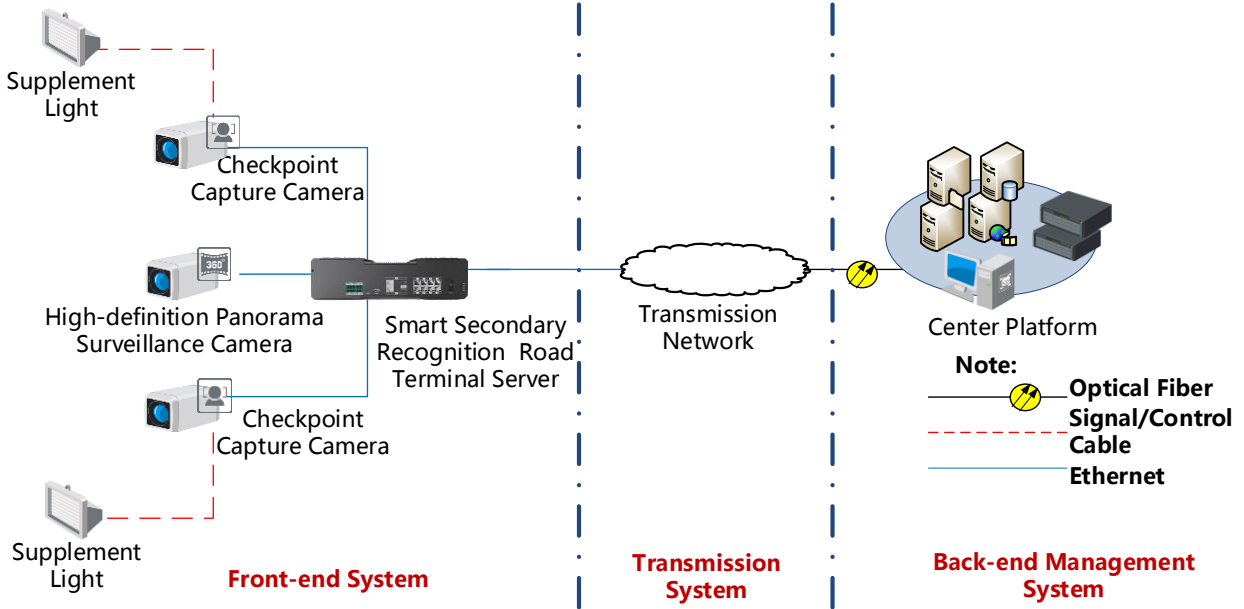 Supplement
Light
Checkpoint
Capture Camera
360°
High-definition Panorama
Surveillance Camera
Smart Secondary
Recognition Road
Terminal Server
Checkpoint
Capture Camera
Supplement
Light
Front-end System
Transmission
Network
Transmission
System
Center Platform
Note:
Optical Fiber
Signal/Control
Cable
Ethernet
Back-end Management
System